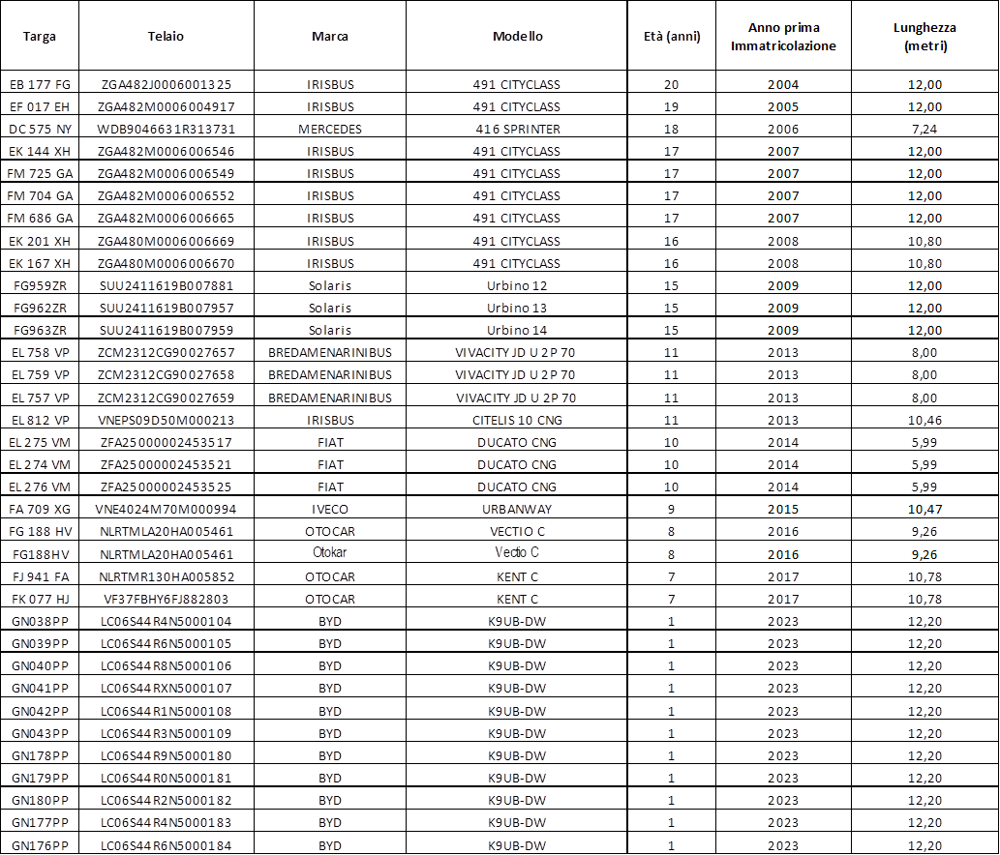 Targa Telaio Marca Modello Età (anni) Anno prima Immatricolazione Lunghezza (metri)
EB 177 FG ZGA482J0006001325 IRISBUS 491 CITYCLASS 20 2004 12,00
EF 017 EH ZGA482M0006004917 IRISBUS 491 CITYCLASS 19 2005 12,00
DC 575 NY WDB9046631R313731 MERCEDES 416 SPRINTER 18 2006 7,24
EK 144 XH ZGA482M0006006546 IRISBUS 491 CITYCLASS 17 2007 12,00
FM 725 GA ZGA482M0006006549 IRISBUS 491 CITYCLASS 17 2007 12,00
FM 704 GA ZGA482M0006006552 IRISBUS 491 CITYCLASS 17 2007 12,00
FM 686 GA ZGA482M0006006665 IRISBUS 491 CITYCLASS 17 2007 12,00
EK 201 XH ZGA480M0006006669 IRISBUS 491 CITYCLASS 16 2008 10,80
EK 167 XH ZGA480M0006006670 IRISBUS 491 CITYCLASS 16 2008 10,80
FG959ZR SUU2411619B007881 Solaris Urbino 12 15 2009 12,00
FG962ZR SUU2411619B007957 Solaris Urbino 13 15 2009 12,00
FG963ZR SUU2411619B007959 Solaris Urbino 14 15 2009 12,00
EL 758 VP ZCM2312CG90027657 BREDAMENARINIBUS VIVACITY JD U 2P 70 11 2013 8,00
EL 759 VP ZCM2312CG90027658 BREDAMENARINIBUS VIVACITY JD U 2P 70 11 2013 8,00
EL 757 VP ZCM2312CG90027659 BREDAMENARINIBUS VIVACITY JD U 2P 70 11 2013 8,00
EL 812 VP VNEPS09D50M000213 IRISBUS CITELIS 10 CNG 11 2013 10,46
EL 275 VM ZFA25000002453517 FIAT DUCATO CNG 10 2014 5,99
EL 274 VM ZFA25000002453521 FIAT DUCATO CNG 10 2014 5,99
EL 276 VM ZFA25000002453525 FIAT DUCATO CNG 10 2014 5,99
FA 709 XG VNE4024M70M000994 IVECO URBANWAY 9 2015 10,47
FG 188 HV NLRTMLA20HA005461 OTOCAR VECTIO C 8 2016 9,26
FG188HV NLRTMLA20HA005461 Otokar Vectio C 8 2016 9,26
FJ 941 FA NLRTMR130HA005852 OTOCAR KENT C 7 2017 10,78
FK 077 HJ VF37FBHY6FJ882803 OTOCAR KENT C 7 2017 10,78
GN038PP LC06S44R4N5000104 BYD K9UB-DW 1 2023 12,20
GN039PP LC06S44R6N5000105 BYD K9UB-DW 1 2023 12,20
GN040PP LC06S44R8N5000106 BYD K9UB-DW 1 2023 12,20
GN041PP LC06S44RXN5000107 BYD K9UB-DW 1 2023 12,20
GN042PP LC06S44R1N5000108 BYD K9UB-DW 1 2023 12,20
GN043PP LC06S44R3N5000109 BYD K9UB-DW 1 2023 12,20
GN178PP LC06S44R9N5000180 BYD K9UB-DW 1 2023 12,20
GN179PP LC06S44R0N5000181 BYD K9UB-DW 1 2023 12,20
GN180PP LC06S44R2N5000182 BYD K9UB-DW 1 2023 12,20
GN177PP LC06S44R4N5000183 BYD K9UB-DW 1 2023 12,20
GN176PP LC06S44R6N5000184 BYD K9UB-DW 1 2023 12,20